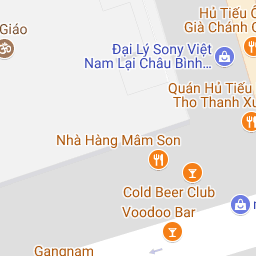 Hủ Tiếu
Già Chánh
Giáo
Đại Lý Sony Việt
Nam Lại Châu Bình...
Quán Hủ Tiếu
Tho Thanh
Nhà Hàng Mâm Son
Cold Beer Club
Voodoo Bar
Gangnam